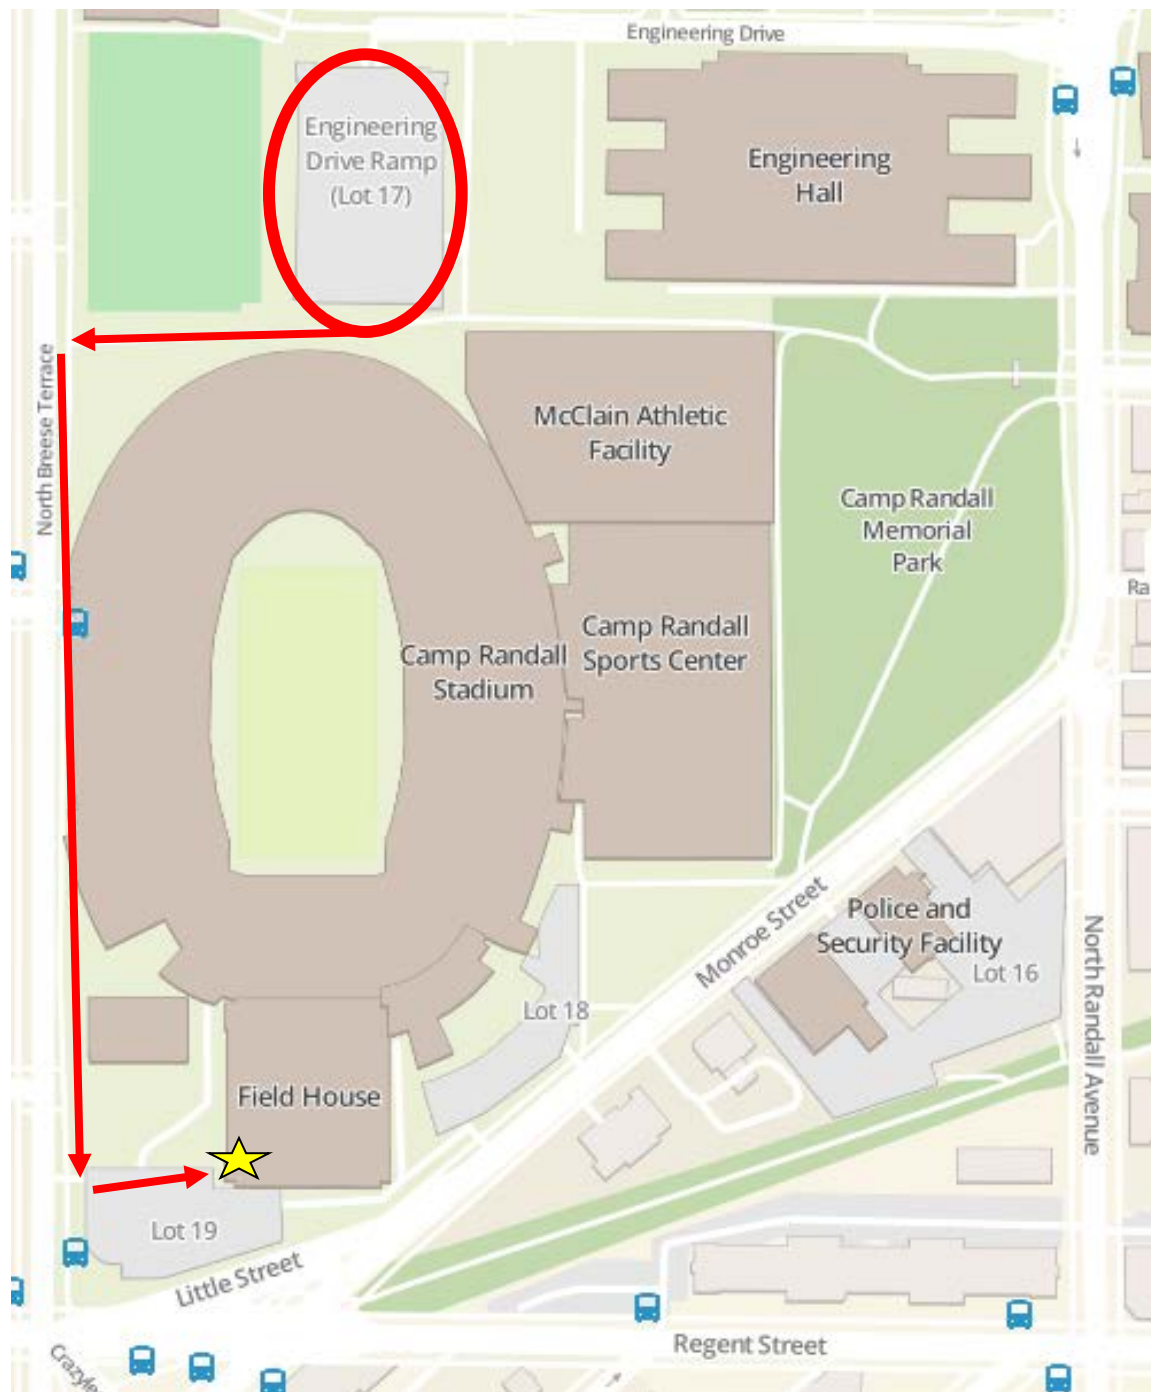 Engineering Drive
Engineering
Drive Ramp
(Lot 17)
Engineering
Hall
North Breese Terrace
McClain Athletic
Facility
Camp Randall
Memorial
Park
Ra
Camp Randall
Stadium
Camp Randall
Sports Center
Monroe Street
Police and
Security Facility
Lot 16
Lot 18
North Randall Avenue
Field House
Lot 19
Little Street
Regent Street
Crazyle